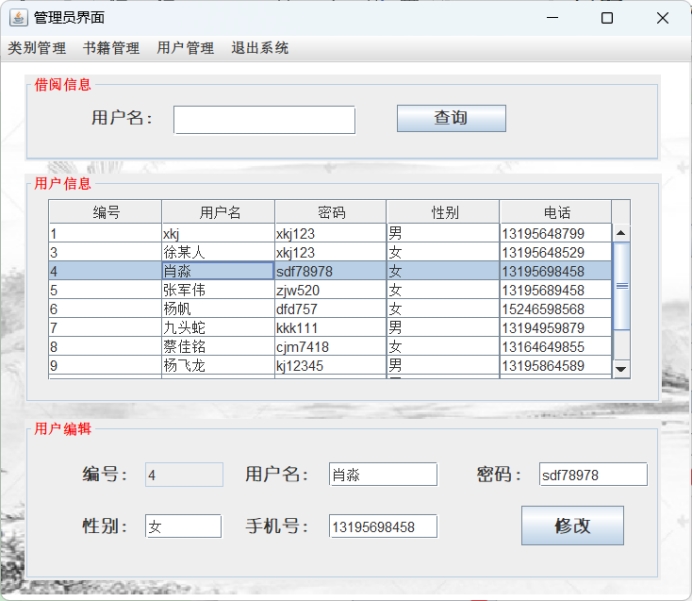 管理员界面
类别管理 书籍管理 用户管理 退出系统
借阅信息
用户名： 查询
用户信息
编号 用户名 密码 性别 电话
1 xkj xkj123 男 13195648799
3 徐某人 xkj123 女 13195648529
4 肖淼 sdf78978 女 13195698458
5 张军伟 zjw520 女 13195689458
6 杨帆 dfd757 女 15246598568
7 九头蛇 kkk111 男 13194959879
8 蔡佳铭 cjm7418 女 13164649855
9 杨飞龙 kj12345 男 13195864589
用户编辑
编号： 4 用户名： 肖淼 密码： sdf78978
性别： 女 手机号： 13195698458 修改